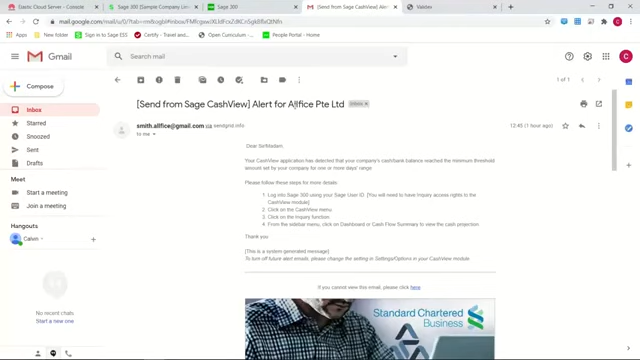 Elastic Cloud Server - Console
Sage 300 (Sample Company Lim
Sage 300
[Send from Sage CashView] Alert
Validex
mail.google.com/mail/u/0/?tab=rm&ogbl#inbox/
Apps
Booking
Sign in to Sage ESS
Certify - Travel and...
Support Portal - Ho...
People Portal - Home
Gmail
Search mail
C
Compose
1 of 1
Inbox
[Send from Sage CashView] Alert for Allfice Pte Ltd
Inbox x
Starred
smith.allfice@gmail.com via sendgrid.info
13:45 (1 hour ago)
to me
Snoozed
Sent
Drafts
Dear Sir/Madam,
Your CashView application has detected that your company's cash/bank balance reached the minimum threshold
amount set by your company for one or more days' range.
Meet
Please follow these steps for more details.
Start a meeting
1. Log into Sage 300 using your Sage User ID. [You will need to have Inquiry access rights to the
CashView module]
Join a meeting
2. Click on the CashView menu.
3. Click on the Inquiry function.
4. From the sidebar menu, click on Dashboard or Cash Flow Summary to view the cash projection.
Hangouts
Thank you
Calvin
[This is a system generated message]
To turn off future alert emails, please change the setting in Settings/Options in your CashView module
If you cannot view this email, please click here
No recent chats
Start a new one
Standard Chartered
Business